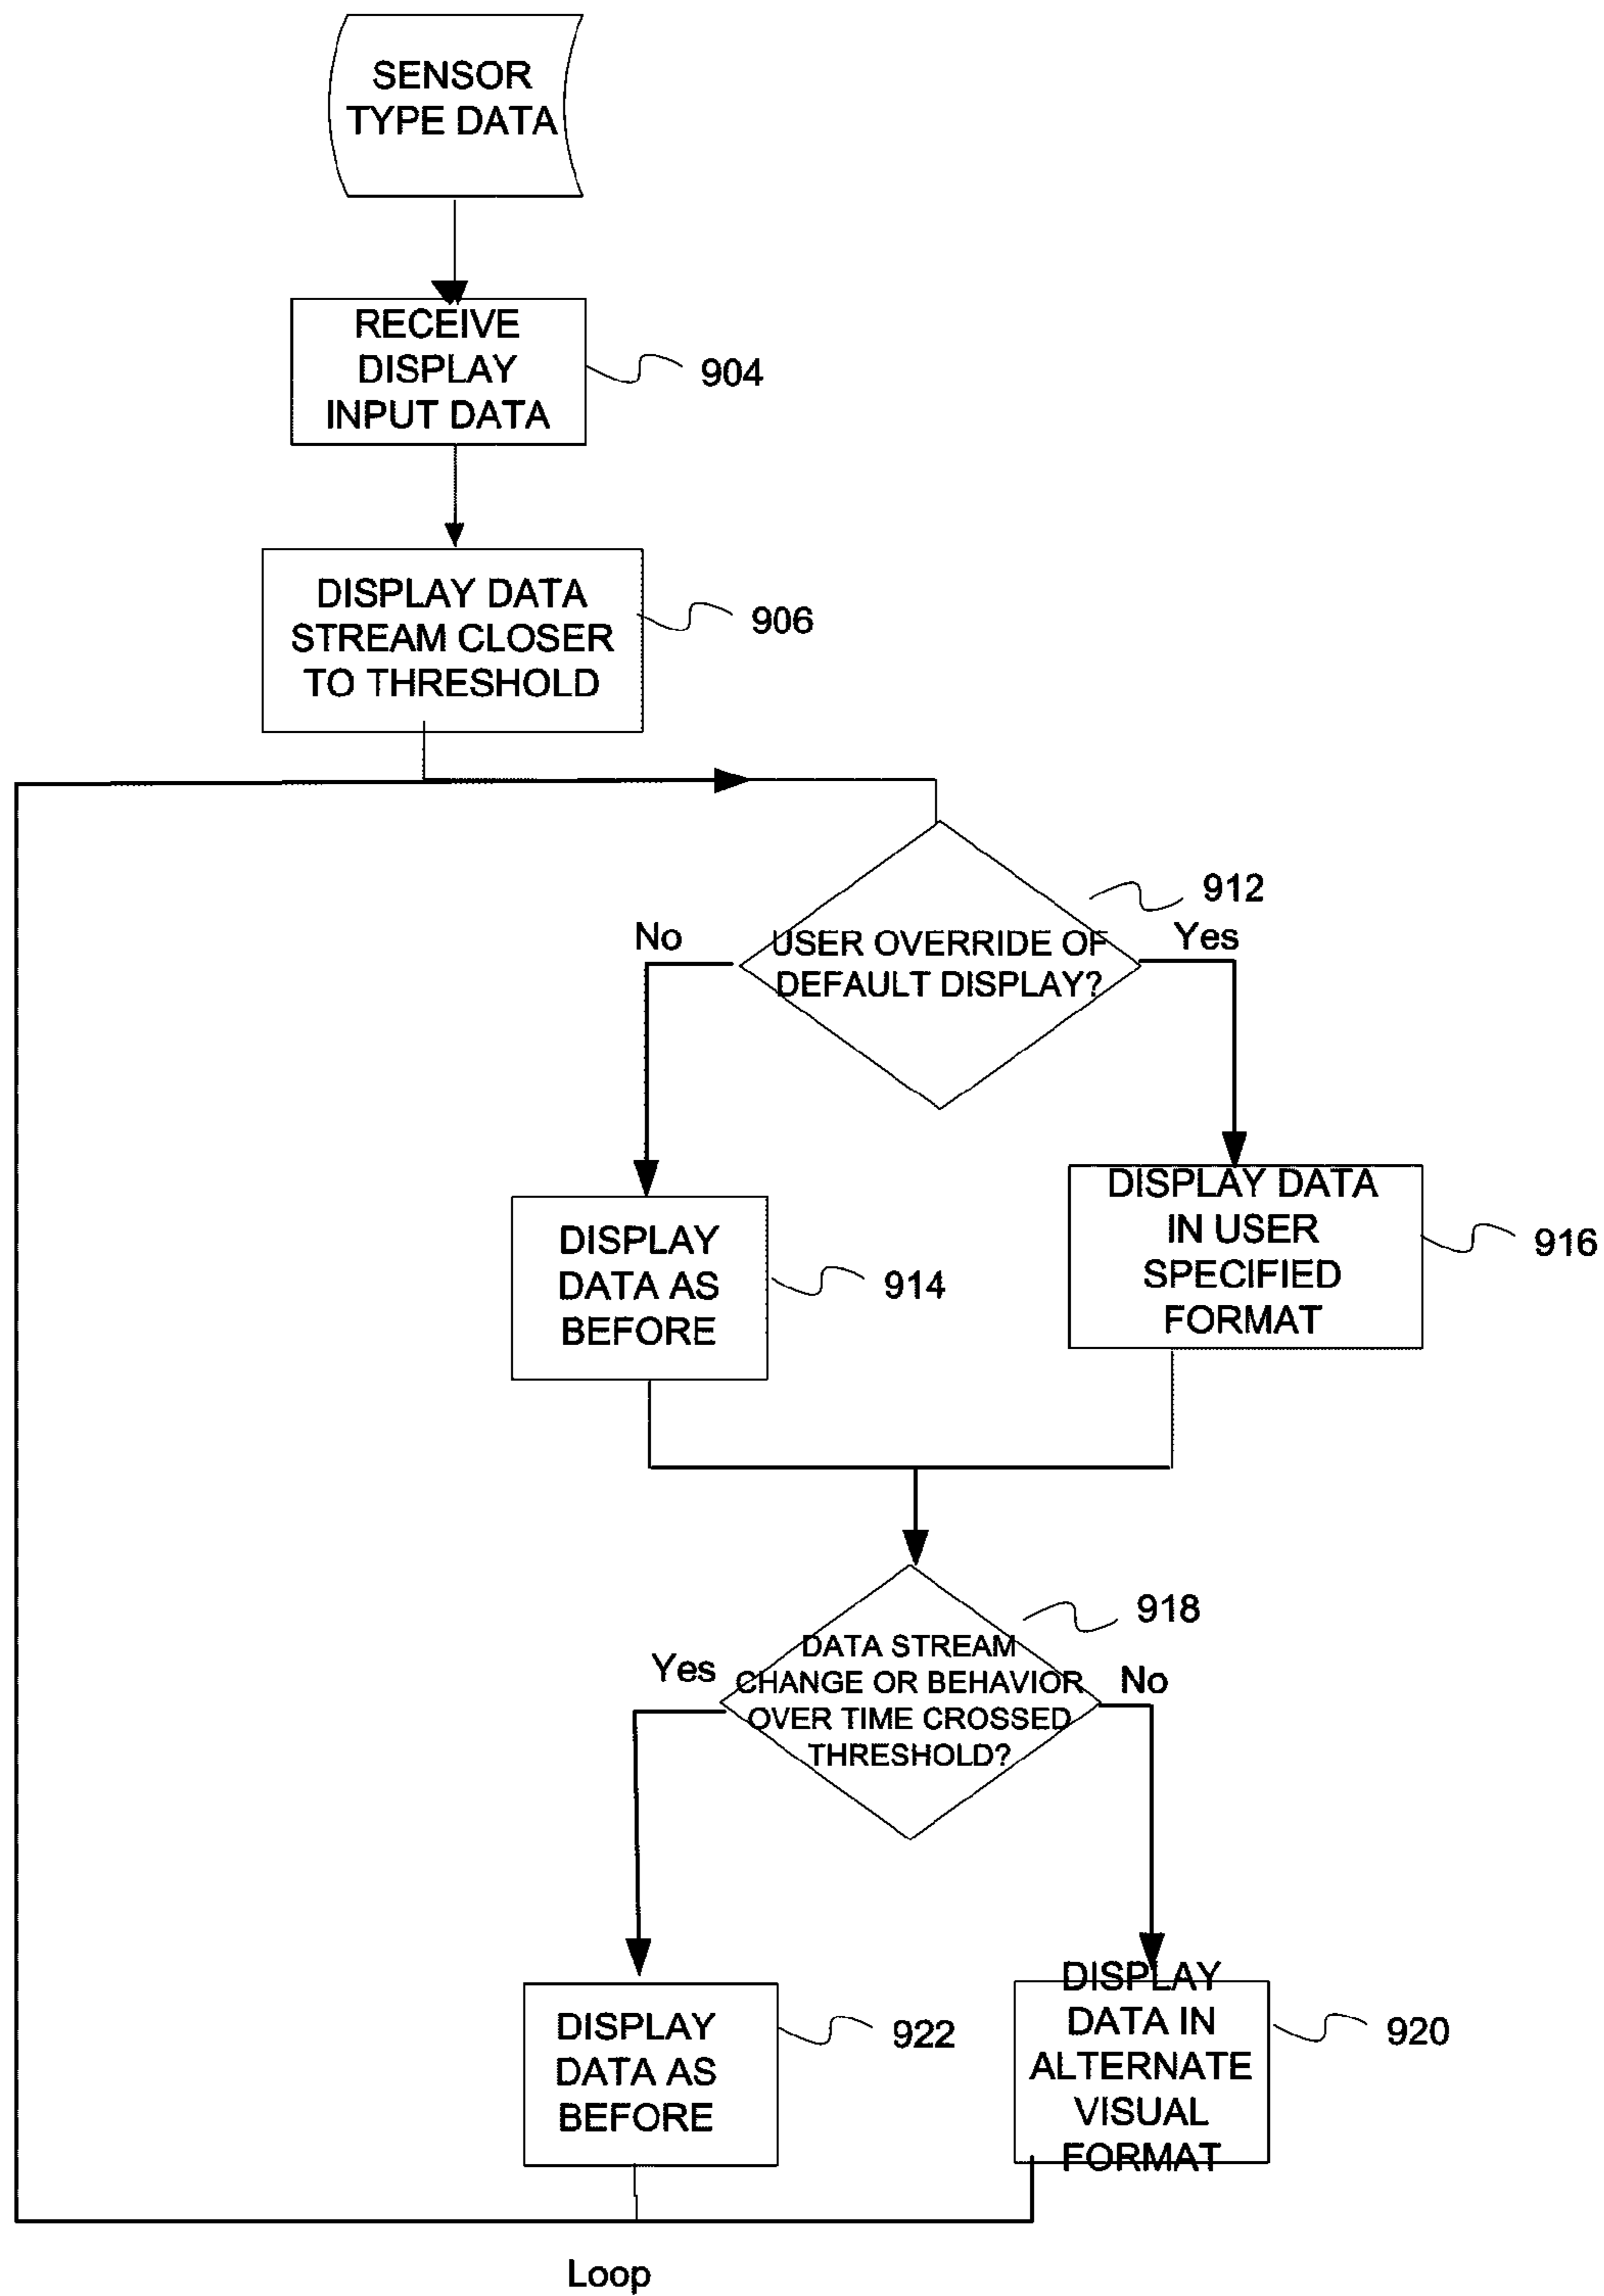 SENSOR
TYPE DATA
RECEIVE
DISPLAY
INPUT DATA
904
DISPLAY DATA
STREAM CLOSER
TO THRESHOLD
906
912
No
USER OVERRIDE OF
DEFAULT DISPLAY?
Yes
DISPLAY
DATA AS
BEFORE
914
DISPLAY DATA
IN USER
SPECIFIED
FORMAT
916
918
Yes
DATA STREAM
CHANGE OR BEHAVIOR
OVER TIME CROSSED
THRESHOLD?
No
DISPLAY
DATA AS
BEFORE
922
DISPLAY
DATA IN
ALTERNATE
VISUAL
FORMAT
920
Loop